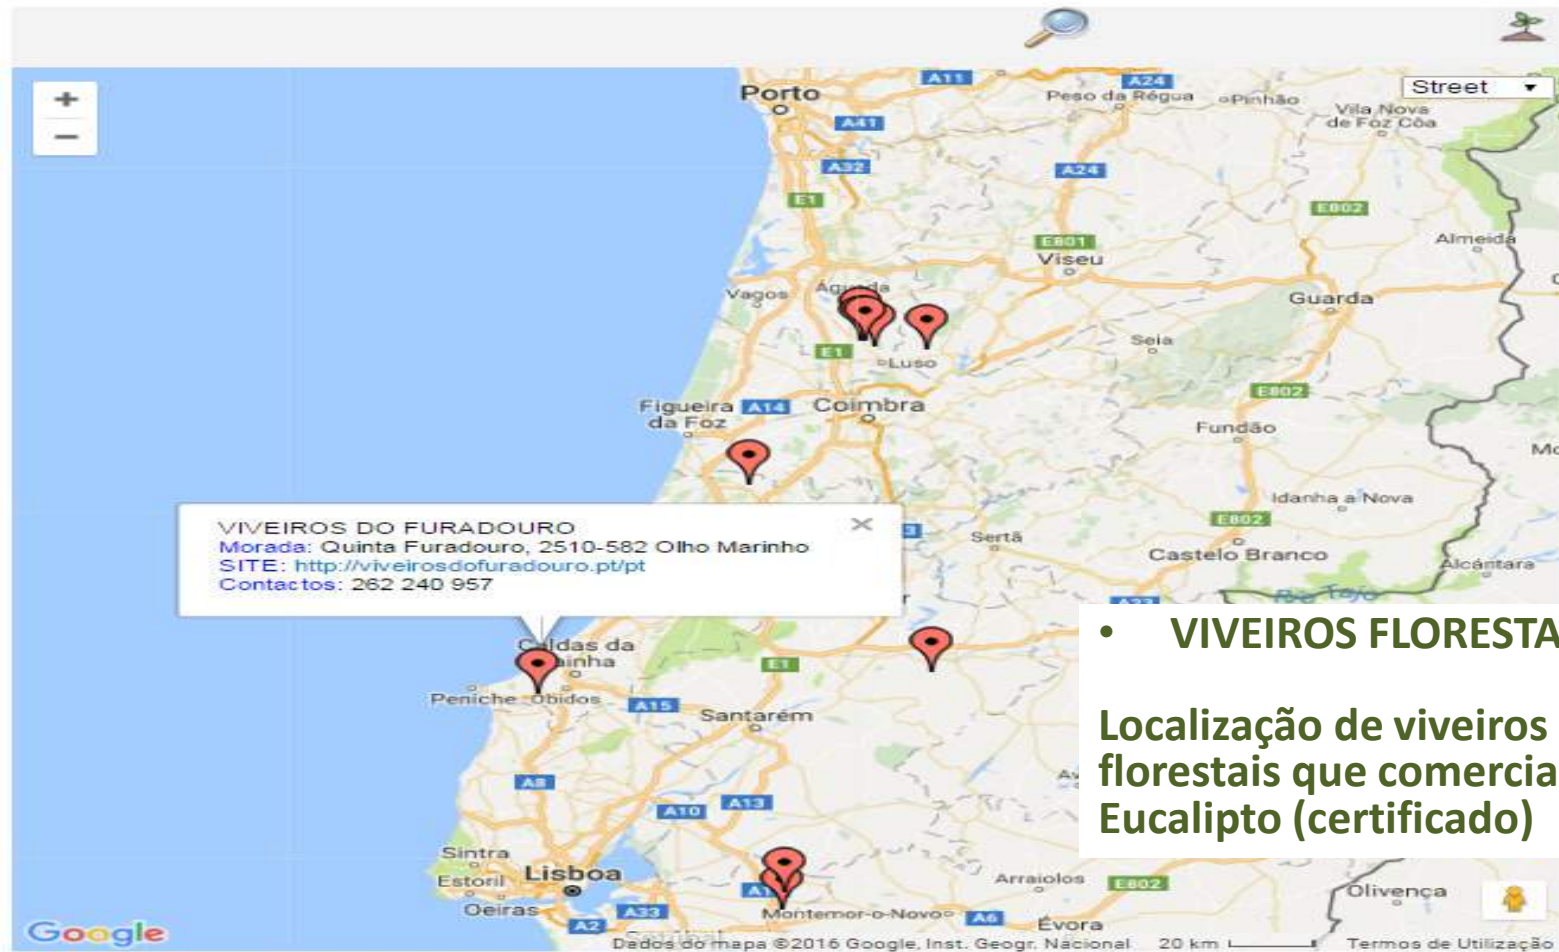 +
−
Street
Porto
A11
A24
Peso da Régua
Pinhão
Vila Nova
de Foz Côa
A41
A32
A24
E1
E802
E801
Viseu
Almeida
Vagos
Guarda
E1
Luso
Seia
Figueira
da Foz
A14
Coimbra
E802
Fundão
Idanha a Nova
E802
Sertã
Castelo Branco
Alcántara
VIVEIROS DO FURADOURO
Morada: Quinta Furadouro, 2510-582 Olho Marinho
SITE: http://viveirosdofuradouro.pt/pt
Contactos: 262 240 957
Rio Tejo
Caldas da
E1
Peniche
Óbidos
A15
Santarém
• VIVEIROS FLORESTA
Localização de viveiros
florestais que comercia
Eucalipto (certificado)
A8
A10
A13
Sintra
Estoril
Lisboa
Oeiras
A2
A33
Montemor-o-Novo
A6
Arraiolos
E802
Évora
Olivença
Google
Dados do mapa ©2016 Google, Inst. Geogr. Nacional
20 km
Termos de Utilização